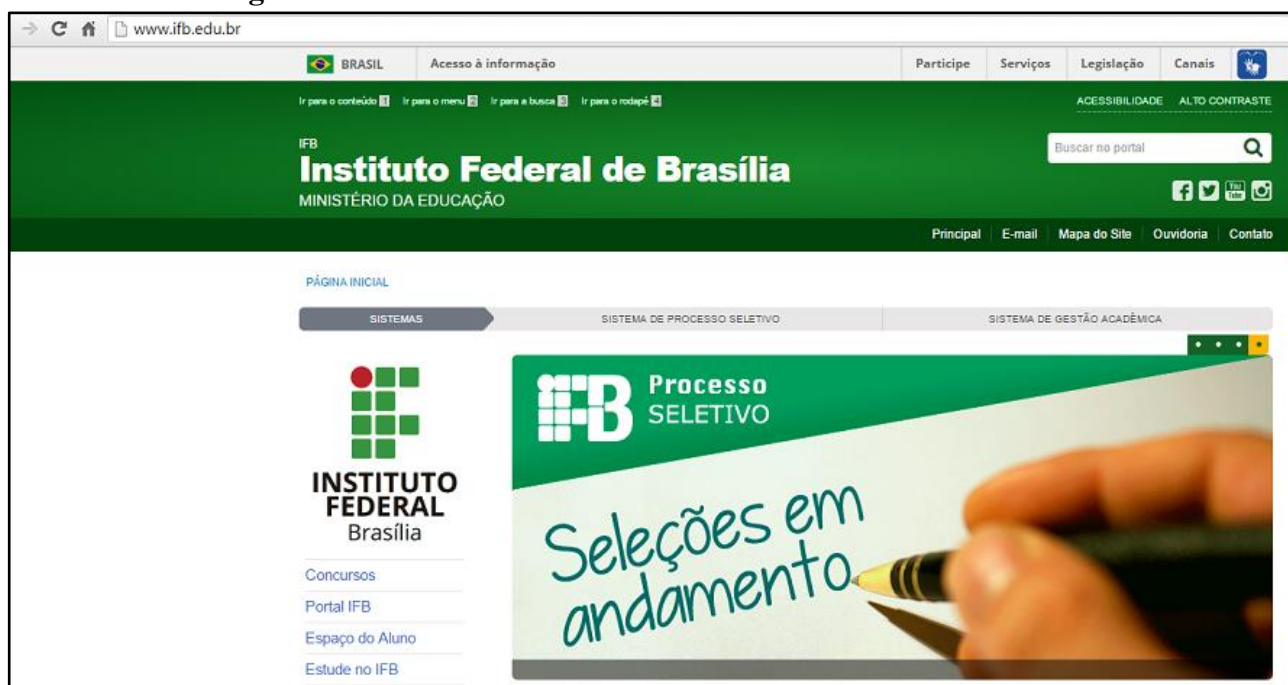 www.ifb.edu.br
BRASIL Acesso à informação Participe Serviços Legislação Canais
Ir para o conteúdo 1 Ir para o menu 2 Ir para a busca 3 Ir para o rodapé 4 ACESSIBILIDADE ALTO CONTRASTE
IFB
Instituto Federal de Brasília
MINISTÉRIO DA EDUCAÇÃO
Buscar no portal
You Tube
Principal E-mail Mapa do Site Ouvidoria Contato
PÁGINA INICIAL
SISTEMAS SISTEMA DE PROCESSO SELETIVO SISTEMA DE GESTÃO ACADÊMICA
INSTITUTO
FEDERAL
Brasília
Concursos
Portal IFB
Espaço do Aluno
Estude no IFB
IFB Processo
SELETIVO
Seleções em
andamento